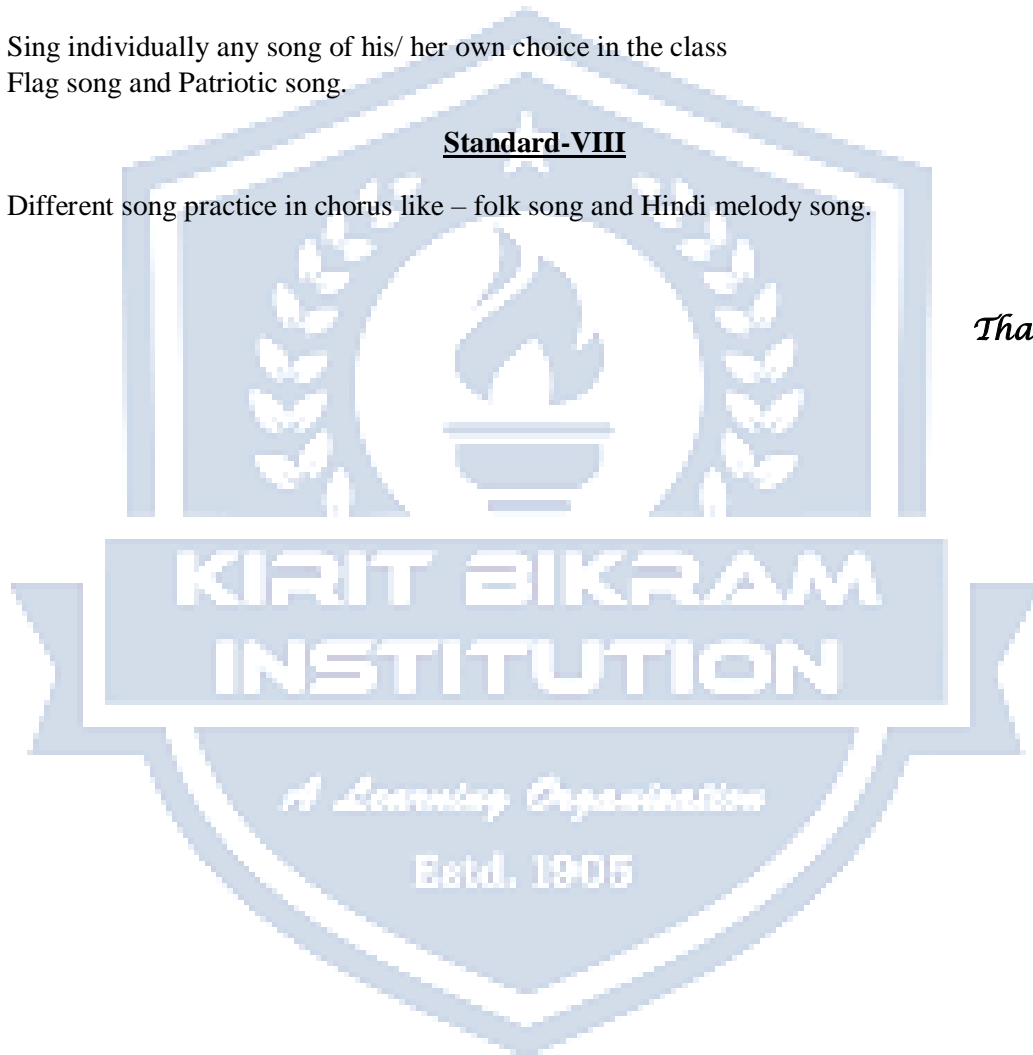 Sing individually any song of his/ her own choice in the class
Flag song and Patriotic song.
Standard-VIII
Different song practice in chorus like – folk song and Hindi melody song.
Tha
KIRIT BIKRAM
INSTITUTION
A Learning Organisation
Estd. 1905